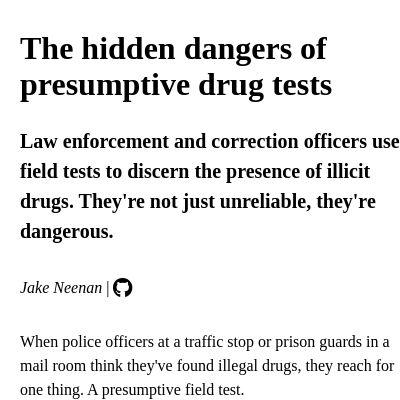 The hidden dangers of
presumptive drug tests
Law enforcement and correction officers use
field tests to discern the presence of illicit
drugs. They're not just unreliable, they're
dangerous.
Jake Neenan |
When police officers at a traffic stop or prison guards in a
mail room think they've found illegal drugs, they reach for
one thing. A presumptive field test.